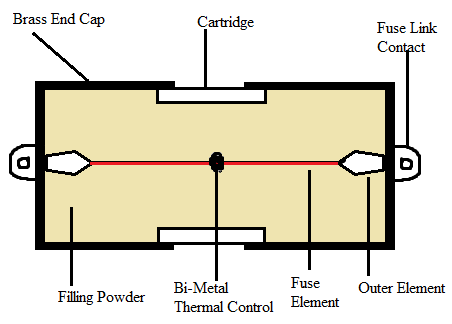 Brass End Cap
Cartridge
Fuse Link
Contact
Filling Powder
Bi-Metal
Thermal Control
Fuse
Element
Outer Element